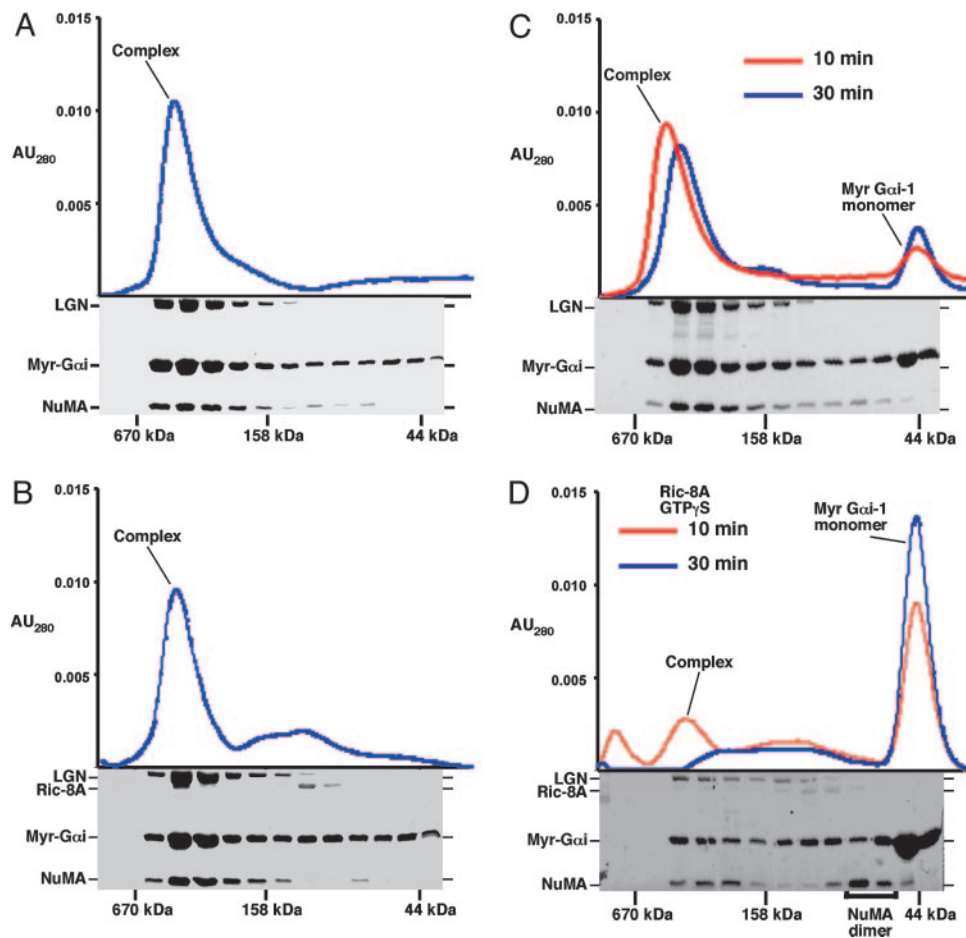 A
0.015
Complex
0.010
AU280
0.005
LGN
Myr-Gαi
NuMA
670 kDa 158 kDa 44 kDa
B
0.015
Complex
0.010
AU280
0.005
LGN
Ric-8A
Myr-Gαi
NuMA
670 kDa 158 kDa 44 kDa
C
0.015
10 min
30 min
Complex
0.010
AU280
Myr Gαi-1
monomer
0.005
LGN
Myr-Gαi
NuMA
670 kDa 158 kDa 44 kDa
D
0.015
Ric-8A
GTPγS
10 min
30 min
Myr Gαi-1
monomer
0.010
AU280
Complex
0.005
LGN
Ric-8A
Myr-Gαi
NuMA
670 kDa 158 kDa 44 kDa
NuMA
dimer